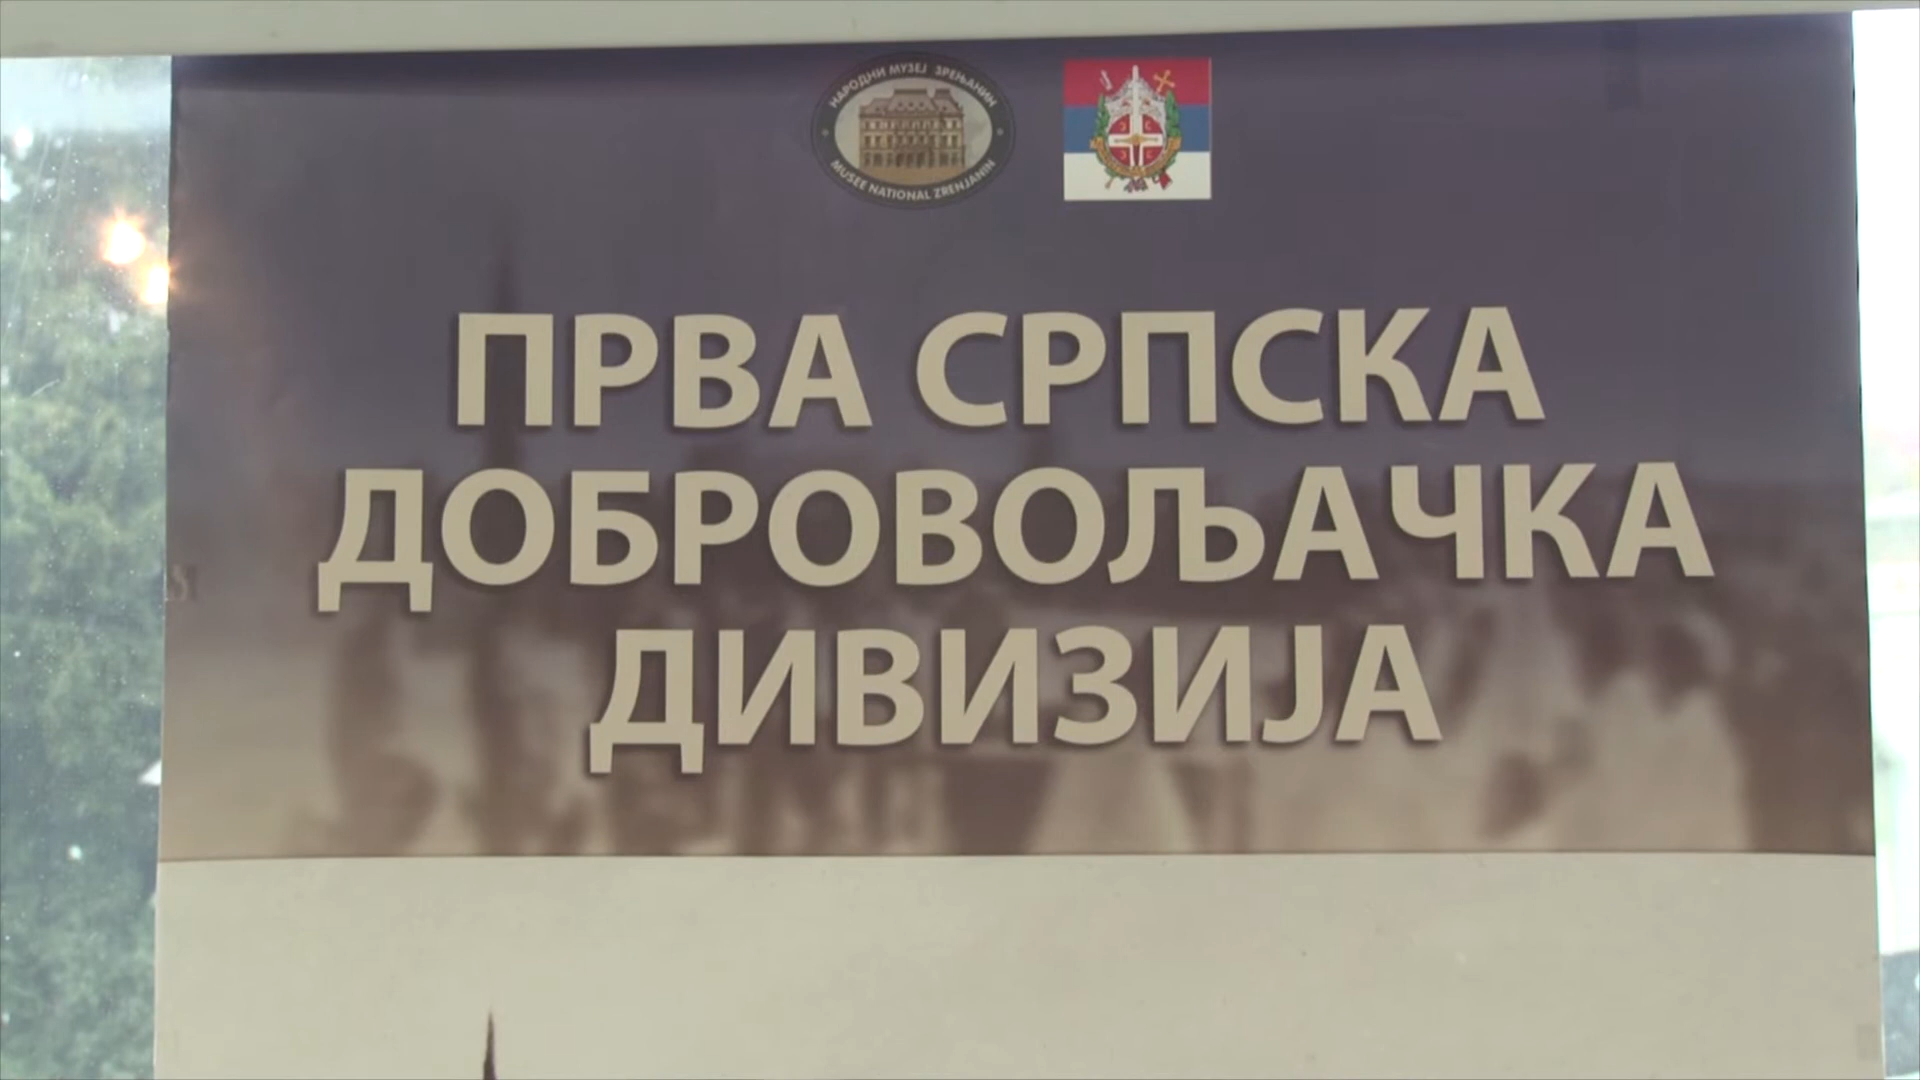 НАРОДНИ МУЗЕЈ ЗРЕЊАНИН
MUSEE NATIONAL ZRENJANIN
ПРВА СРПСКА
ДОБРОВОЉАЧКА
ДИВИЗИЈА